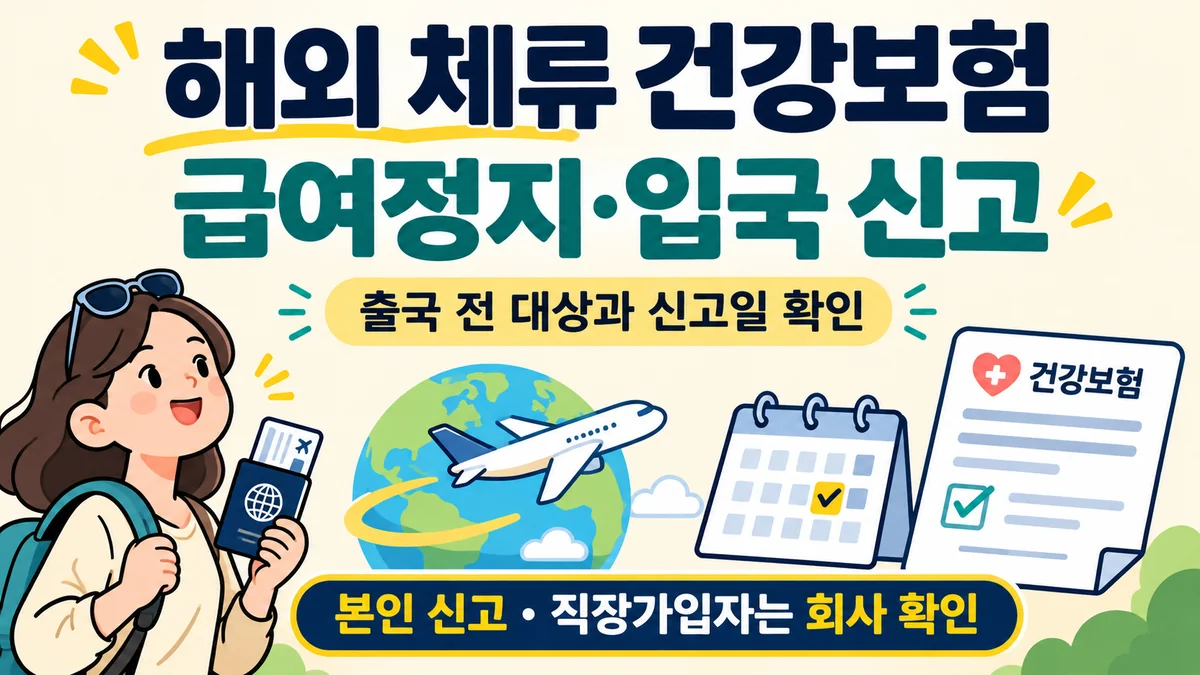 해외 체류 건강보험
급여정지·입국 신고
출국 전 대상과 신고일 확인
건강보험
본인 신고 • 직장가입자는 회사 확인